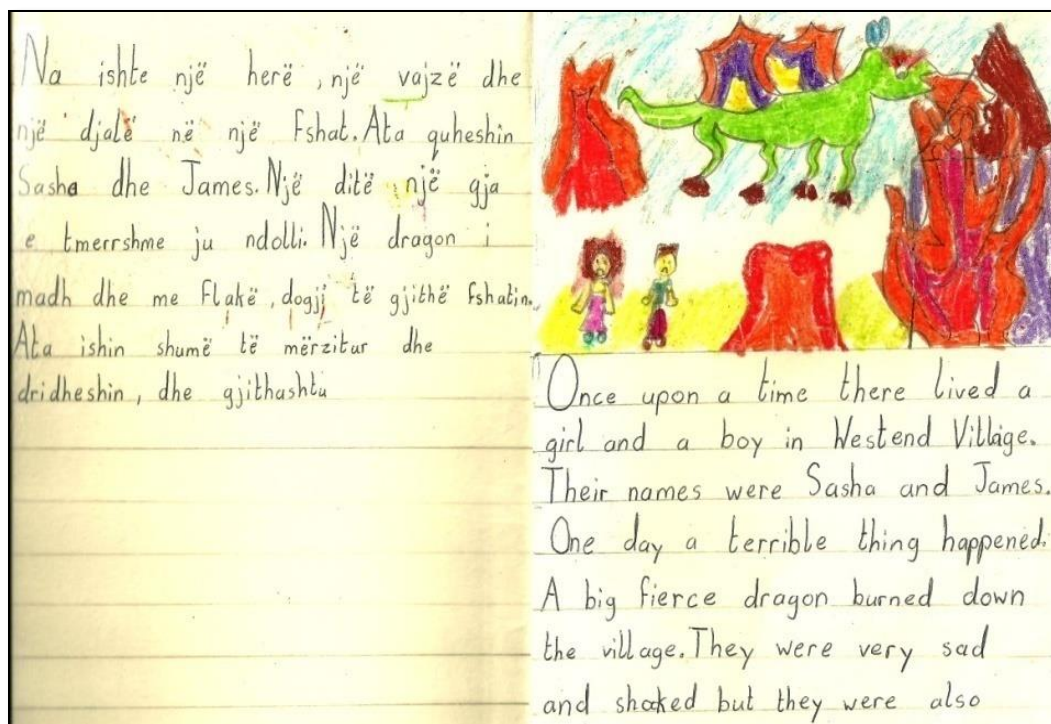 Na ishte një herë, një vajzë dhe
një djalë në një fshat. Ata quheshin
Sasha dhe James. Një ditë një gja
e tmerrshme ju ndolli. Një dragon i
madh dhe me flakë, dogji të gjithë fshatin.
Ata ishin shumë të mërzitur dhe
dridheshin, dhe gjithashtu
Once upon a time there lived a
girl and a boy in Westend Village.
Their names were Sasha and James.
One day a terrible thing happened.
A big fierce dragon burned down
the village. They were very sad
and shoked but they were also